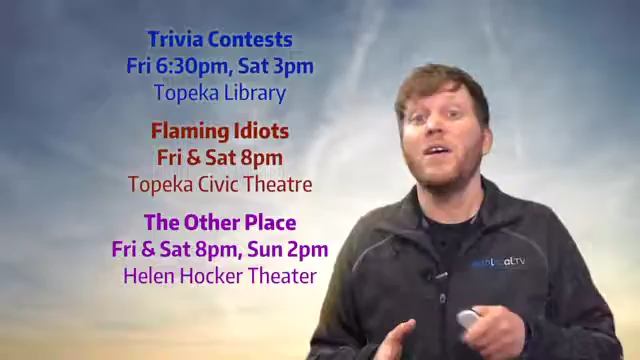 Trivia Contests
Fri 6:30pm, Sat 3pm
Topeka Library
Flaming Idiots
Fri & Sat 8pm
Topeka Civic Theatre
The Other Place
Fri & Sat 8pm, Sun 2pm
Helen Hocker Theater